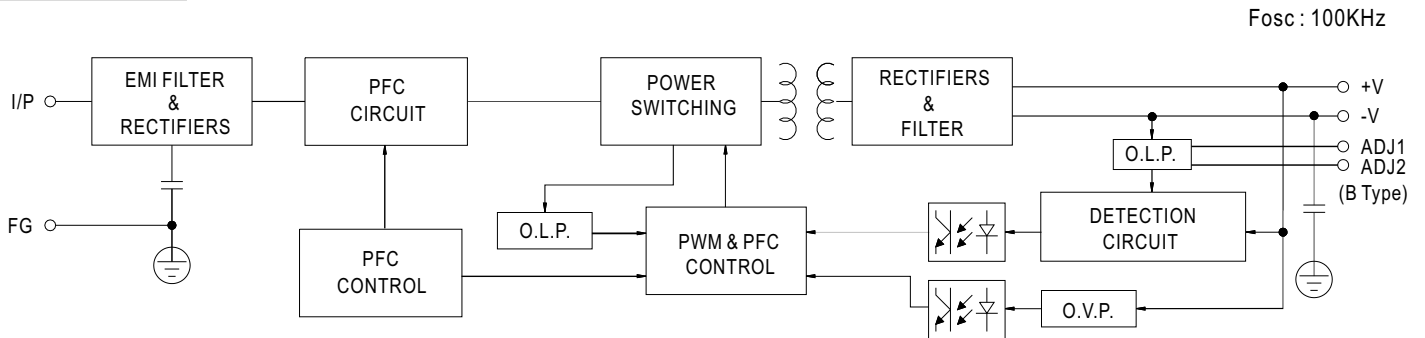 Fosc : 100KHz
I/P
EMI FILTER
&
RECTIFIERS
PFC
CIRCUIT
POWER
SWITCHING
RECTIFIERS
&
FILTER
+V
-V
ADJ1
ADJ2
(B Type)
O.L.P.
FG
O.L.P.
PFC
CONTROL
PWM & PFC
CONTROL
DETECTION
CIRCUIT
O.V.P.